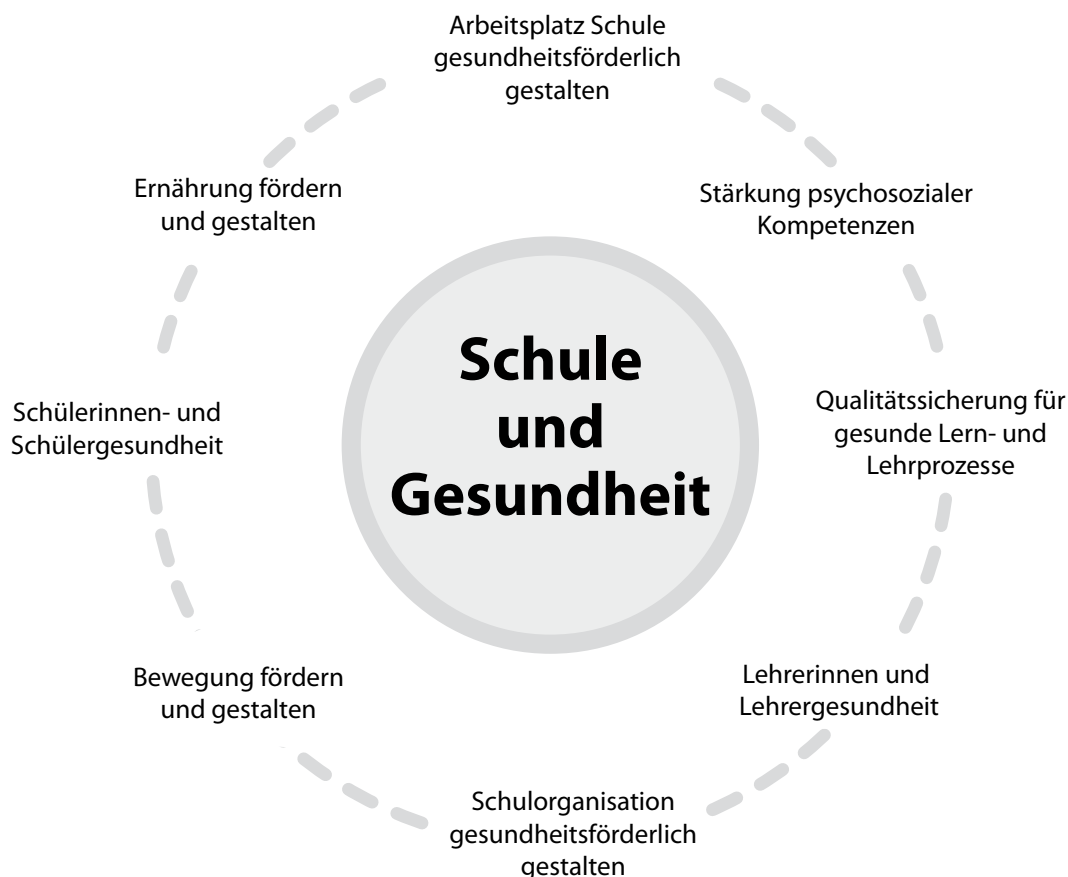 Arbeitsplatz Schule
gesundheitsförderlich
gestalten
Stärkung psychosozialer
Kompetenzen
Qualitätssicherung für
gesunde Lern- und
Lehrprozesse
Lehrerinnen und
Lehrergesundheit
Schulorganisation
gesundheitsförderlich
gestalten
Bewegung fördern
und gestalten
Schülerinnen- und
Schülergesundheit
Ernährung fördern
und gestalten
Schule
und
Gesundheit